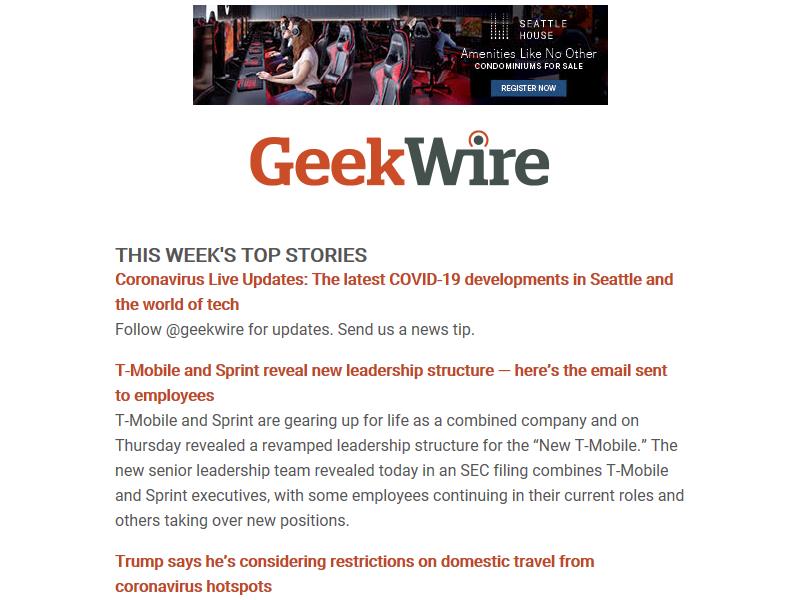 SEATTLE
HOUSE
Amenities Like No Other
CONDOMINIUMS FOR SALE
REGISTER NOW
GeekWire
THIS WEEK'S TOP STORIES
Coronavirus Live Updates: The latest COVID-19 developments in Seattle and
the world of tech
Follow @geekwire for updates. Send us a news tip.
T-Mobile and Sprint reveal new leadership structure — here’s the email sent
to employees
T-Mobile and Sprint are gearing up for life as a combined company and on
Thursday revealed a revamped leadership structure for the “New T-Mobile.” The
new senior leadership team revealed today in an SEC filing combines T-Mobile
and Sprint executives, with some employees continuing in their current roles and
others taking over new positions.
Trump says he’s considering restrictions on domestic travel from
coronavirus hotspots